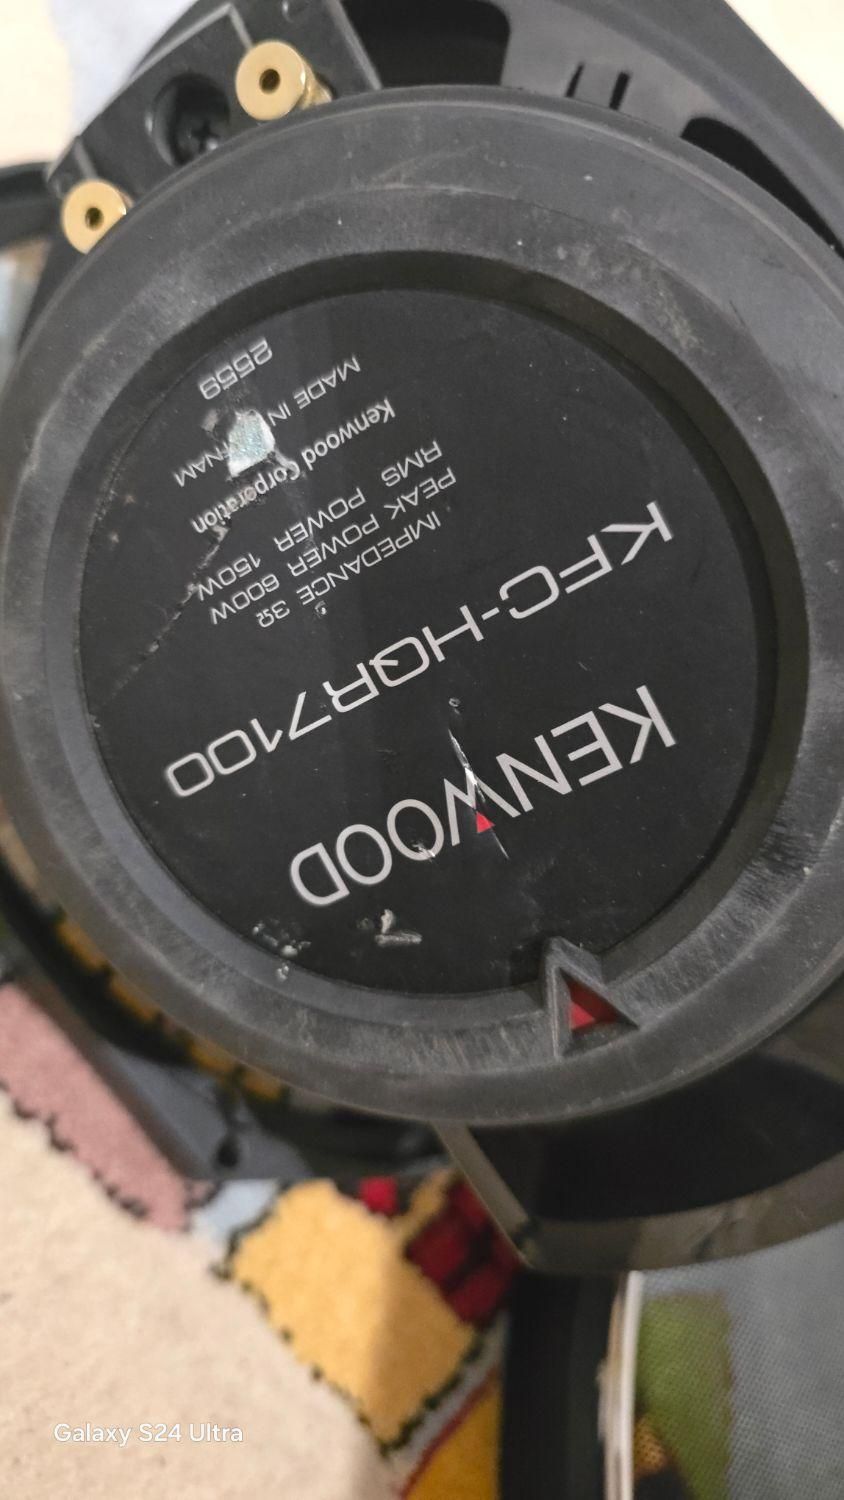 KENWOOD
KFC-HQR7100
IMPEDANCE 3Ω
PEAK POWER 600W
RMS POWER 150W
Kenwood Corporation
MADE IN TNAM
2559
Galaxy S24 Ultra